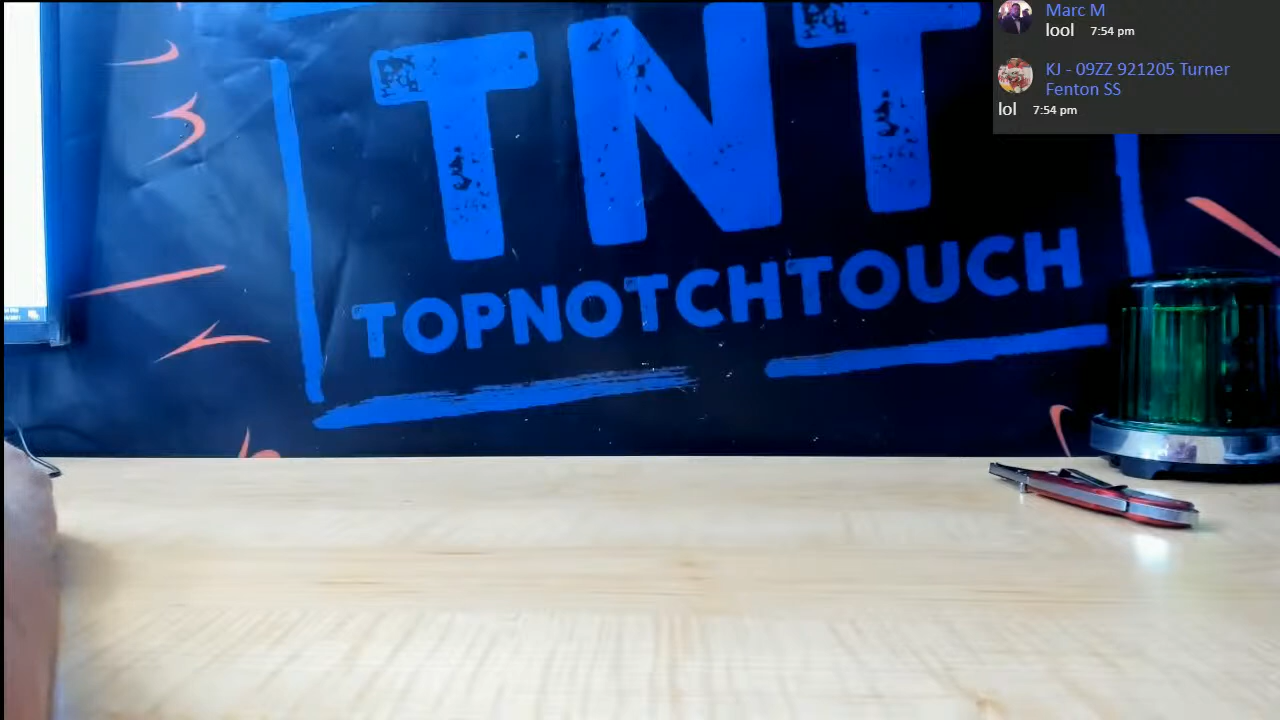 TNT
TOPNOTCHTOUCH
Marc M
lool 7:54 pm
KJ - 09ZZ 921205 Turner
Fenton SS
lol 7:54 pm